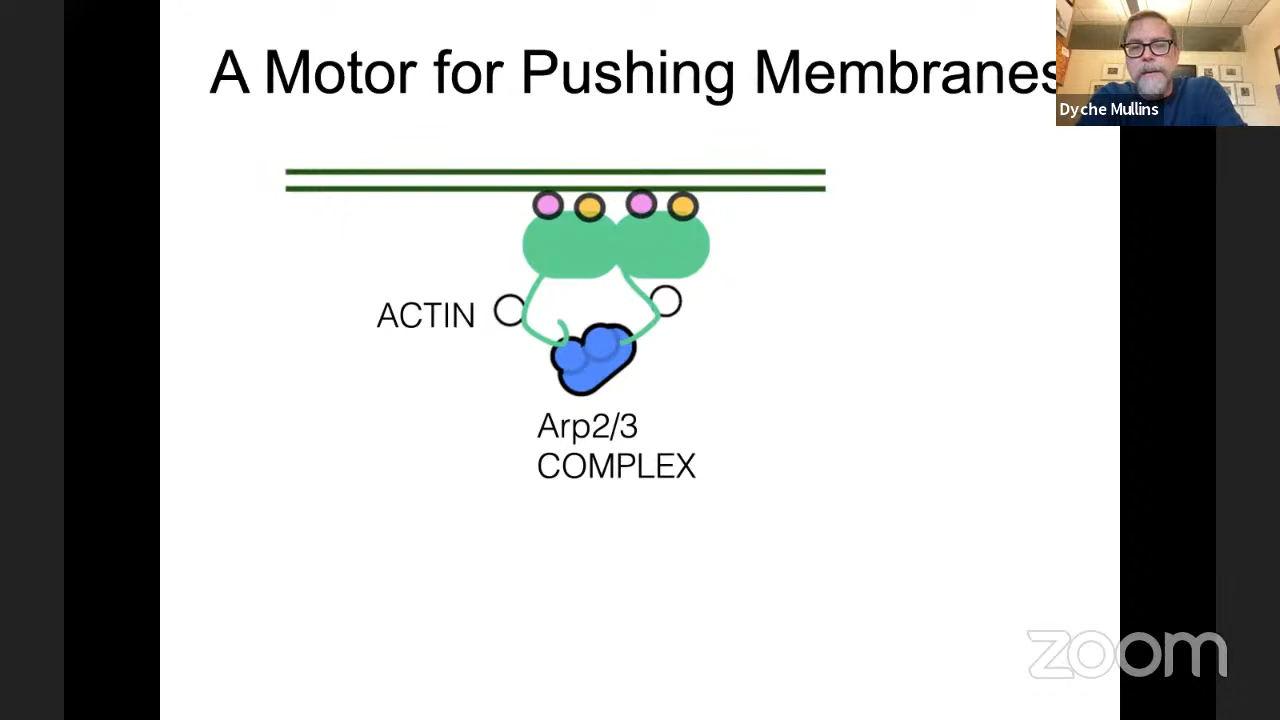 A Motor for Pushing Membranes
Dyche Mullins
ACTIN
Arp2/3
COMPLEX
zoom